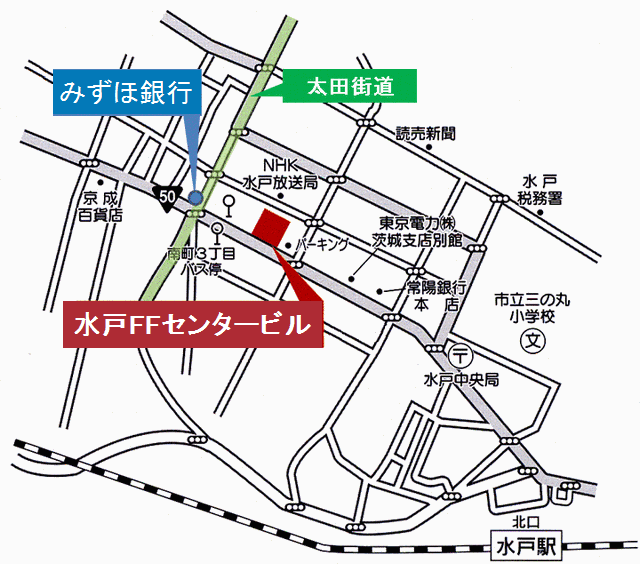 みずほ銀行
太田街道
読売新聞
NHK
水戸放送局
水戸
税務署
50
京成
百貨店
東京電力㈱
茨城支店別館
パーキング
南町3丁目
バス停
常陽銀行
本店
市立三の丸
小学校
文
水戸FFセンタービル
〒
水戸中央局
北口
水戸駅